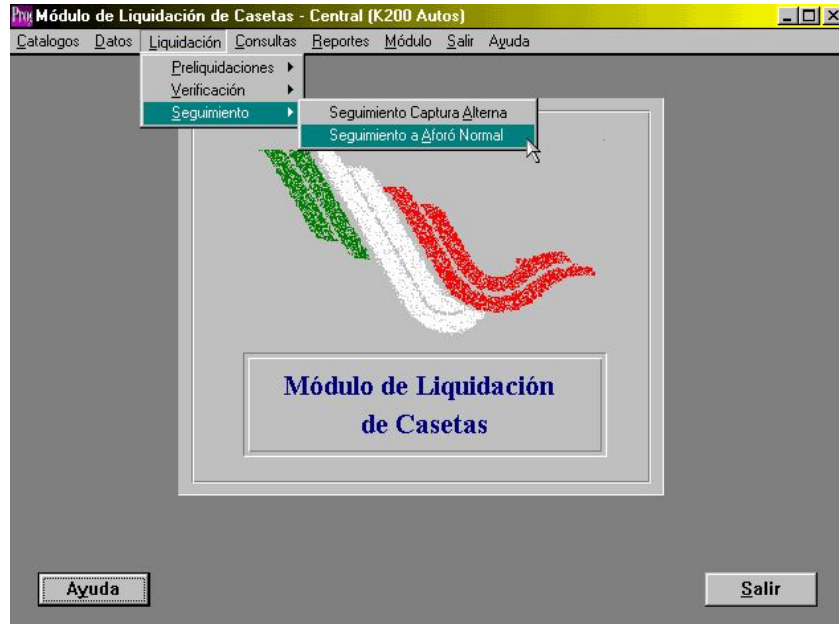 Módulo de Liquidación de Casetas - Central (K200 Autos)
Catalogos Datos Liquidación Consultas Reportes Módulo Salir Ayuda
Preliquidaciones
Verificación
Seguimiento
Seguimiento Captura Alterna
Seguimiento a Aforó Normal
Módulo de Liquidación
de Casetas
Ayuda
Salir